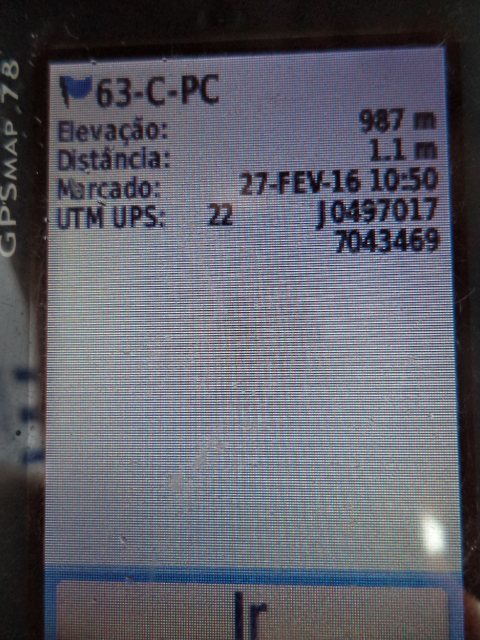 GPSMAP 78
63-C-PC
Elevação: 987 m
Distância: 1.1 m
Marcado: 27-FEV-16 10:50
UTM UPS: 22 J0497017
7043469
Ir